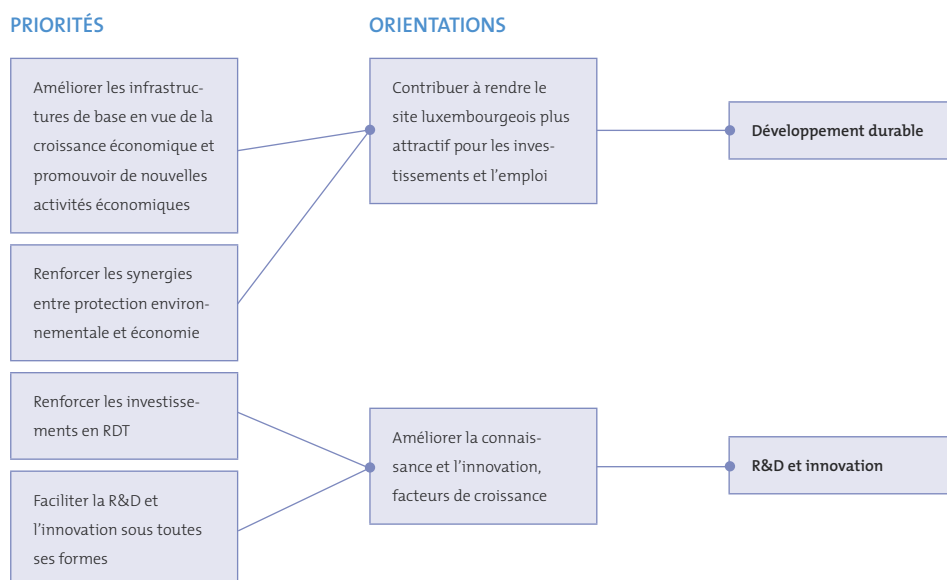 PRIORITÉS
ORIENTATIONS
Améliorer les infrastruc-
tures de base en vue de la
croissance économique et
promouvoir de nouvelles
activités économiques
Renforcer les synergies
entre protection environ-
nementale et économie
Renforcer les investisse-
ments en RDT
Faciliter la R&D et
l'innovation sous toutes
ses formes
Contribuer à rendre le
site luxembourgeois plus
attractif pour les inves-
tissements et l'emploi
Améliorer la connais-
sance et l'innovation,
facteurs de croissance
Développement durable
R&D et innovation